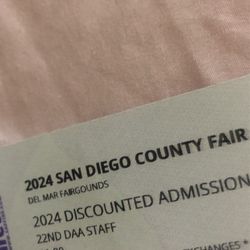 2024 SAN DIEGO COUNTY FAIR
DEL MAR FAIRGROUNDS
2024 DISCOUNTED ADMISSION
22ND DAA STAFF